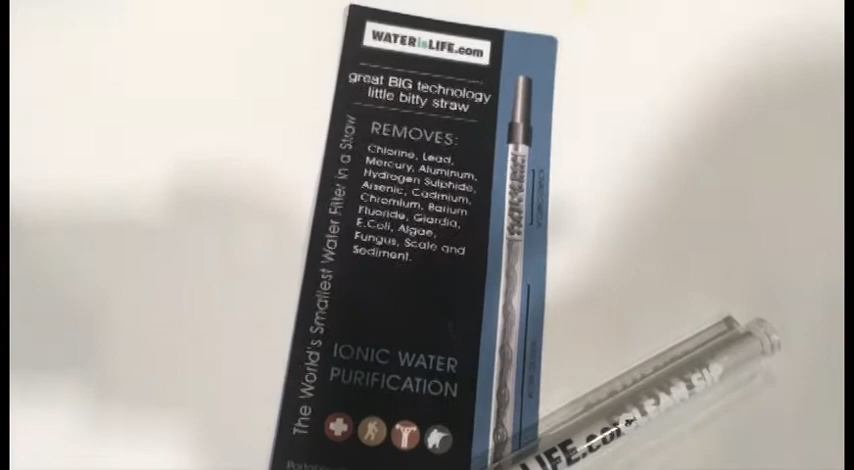 WATERisLIFE.com
great BIG technology
little bitty straw
REMOVES:
Chlorine, Lead,
Mercury, Aluminum,
Hydrogen Sulphide,
Arsenic, Cadmium,
Chromium, Barium
Fluoride, Giardia,
E.Coli, Algae,
Fungus, Scale and
Sediment.
The World's Smallest Water Filter in a Straw
IONIC WATER
PURIFICATION
LIFE.com
CLEAR SIP